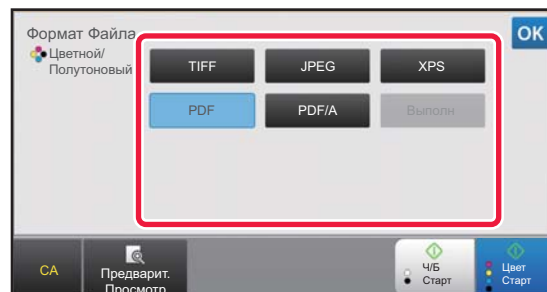 Формат Файла
OK
Цветной/
Полутоновый
TIFF
JPEG
XPS
PDF
PDF/A
Выполн
CA
Предварит.
Просмотр
Ч/Б
Старт
Цвет
Старт